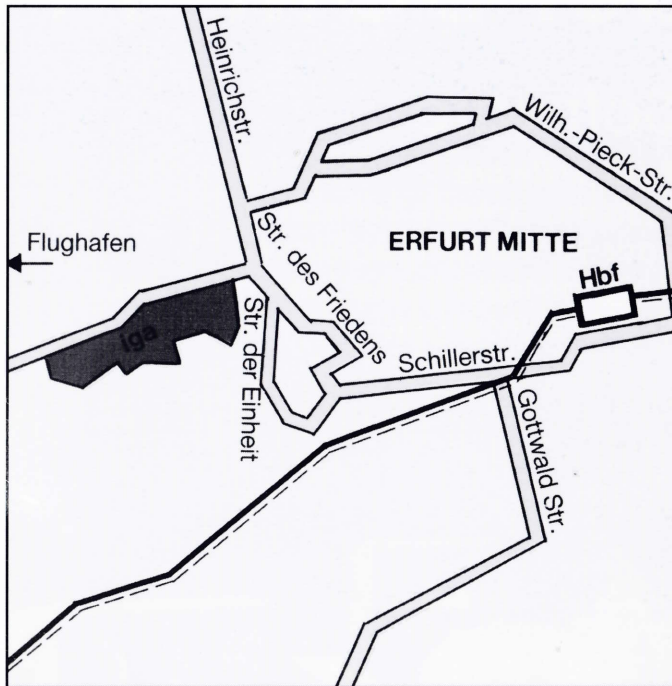 Heinrichstr.
Wilh.-Pieck-Str.
Flughafen
Str. des Friedens
ERFURT MITTE
Hbf
iga
Str. der Einheit
Schillerstr.
Gottwald Str.